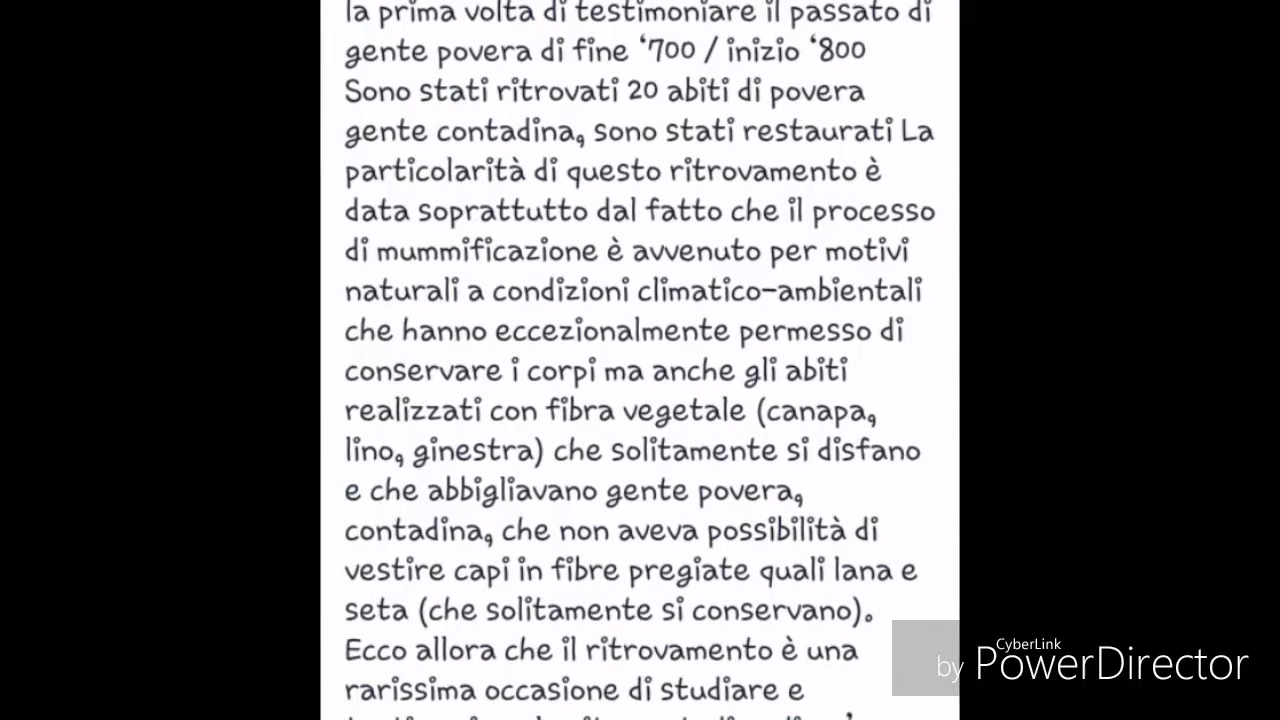 la prima volta di testimoniare il passato di
gente povera di fine ‘700 / inizio ‘800
Sono stati ritrovati 20 abiti di povera
gente contadina, sono stati restaurati La
particolarità di questo ritrovamento è
data soprattutto dal fatto che il processo
di mummificazione è avvenuto per motivi
naturali a condizioni climatico-ambientali
che hanno eccezionalmente permesso di
conservare i corpi ma anche gli abiti
realizzati con fibra vegetale (canapa,
lino, ginestra) che solitamente si disfano
e che abbigliavano gente povera,
contadina, che non aveva possibilità di
vestire capi in fibre pregiate quali lana e
seta (che solitamente si conservano).
Ecco allora che il ritrovamento è una
rarissima occasione di studiare e
CyberLink
by PowerDirector